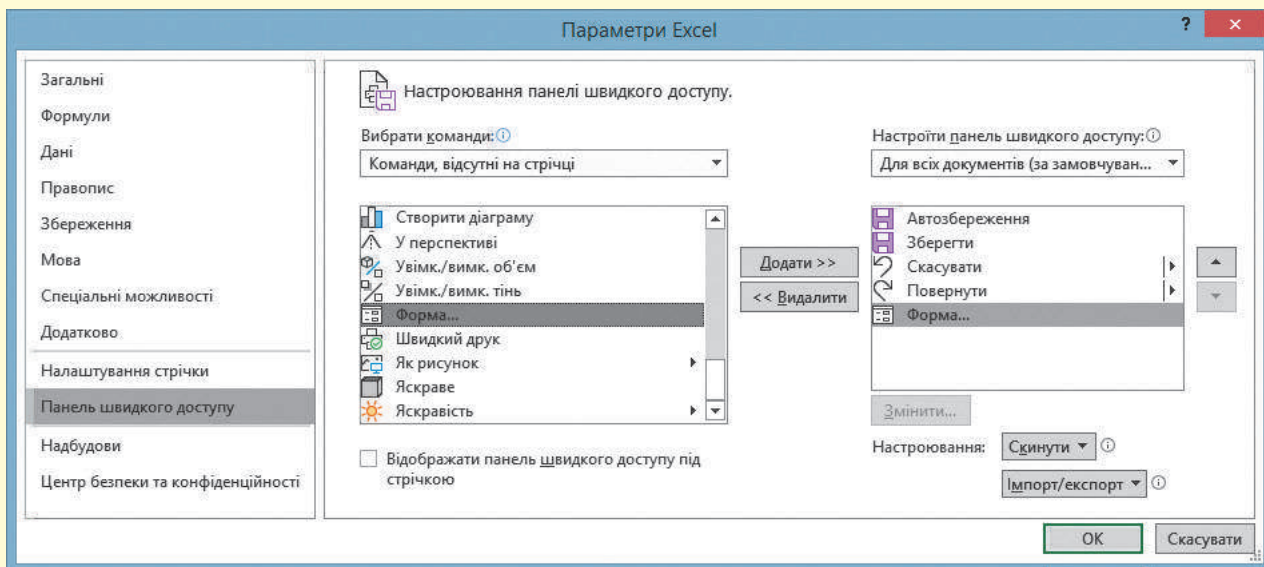 Параметри Excel
?
Загальні
Формули
Дані
Правопис
Збереження
Мова
Спеціальні можливості
Додатково
Налаштування стрічки
Панель швидкого доступу
Надбудови
Центр безпеки та конфіденційності
Настроювання панелі швидкого доступу.
Вибрати команди:
Команди, відсутні на стрічці
Створити діаграму
У перспективі
Увімк./вимк. об'єм
Увімк./вимк. тінь
Форма...
Швидкий друк
Як рисунок
Яскраве
Яскравість
Відображати панель швидкого доступу під
стрічкою
Додати >>
<< Видалити
Настроїти панель швидкого доступу:
Для всіх документів (за замовчуван...
Автозбереження
Зберегти
Скасувати
Повернути
Форма...
Змінити...
Настроювання:
Скинути
Імпорт/експорт
ОК
Скасувати